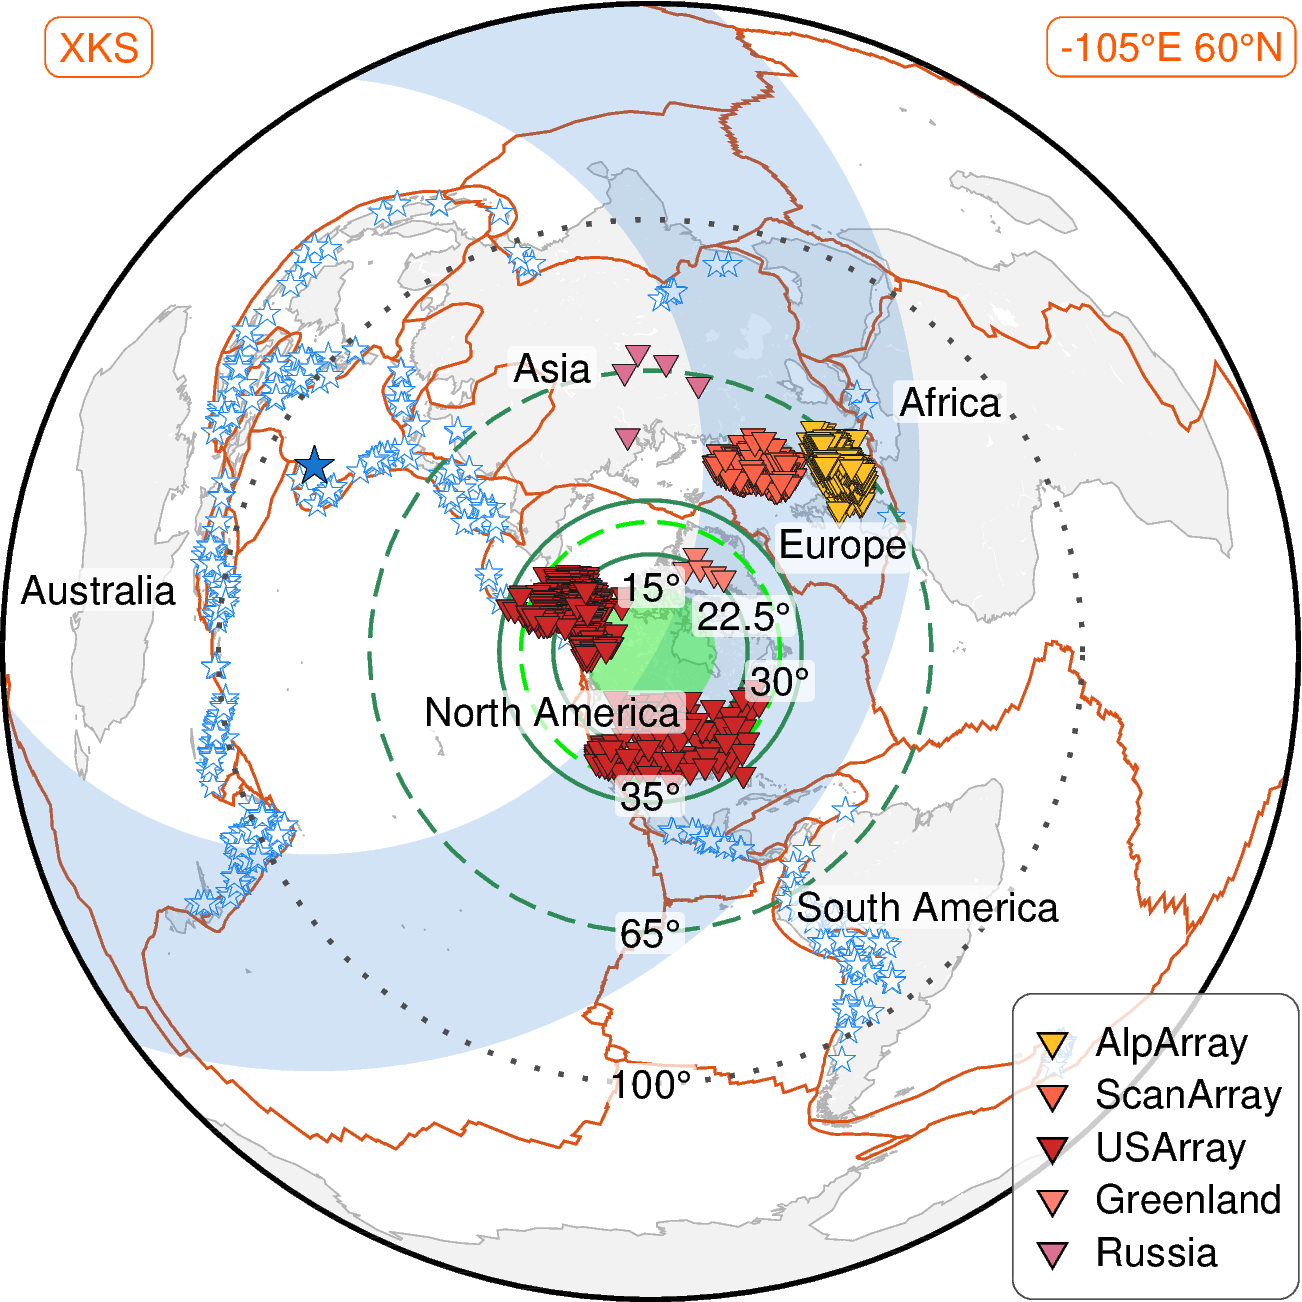 XKS
-105°E 60°N
Asia
Africa
Europe
Australia
15°
22.5°
30°
North America
35°
South America
65°
100°
AlpArray
ScanArray
USArray
Greenland
Russia